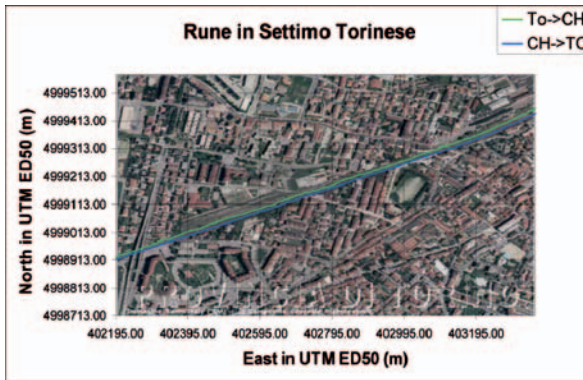 Rune in Settimo Torinese
To->CH
CH->TO
North in UTM ED50 (m)
4999513.00
4999413.00
4999313.00
4999213.00
4999113.00
4999013.00
4998913.00
4998813.00
4998713.00
402195.00 402395.00 402595.00 402795.00 402995.00 403195.00
East in UTM ED50 (m)